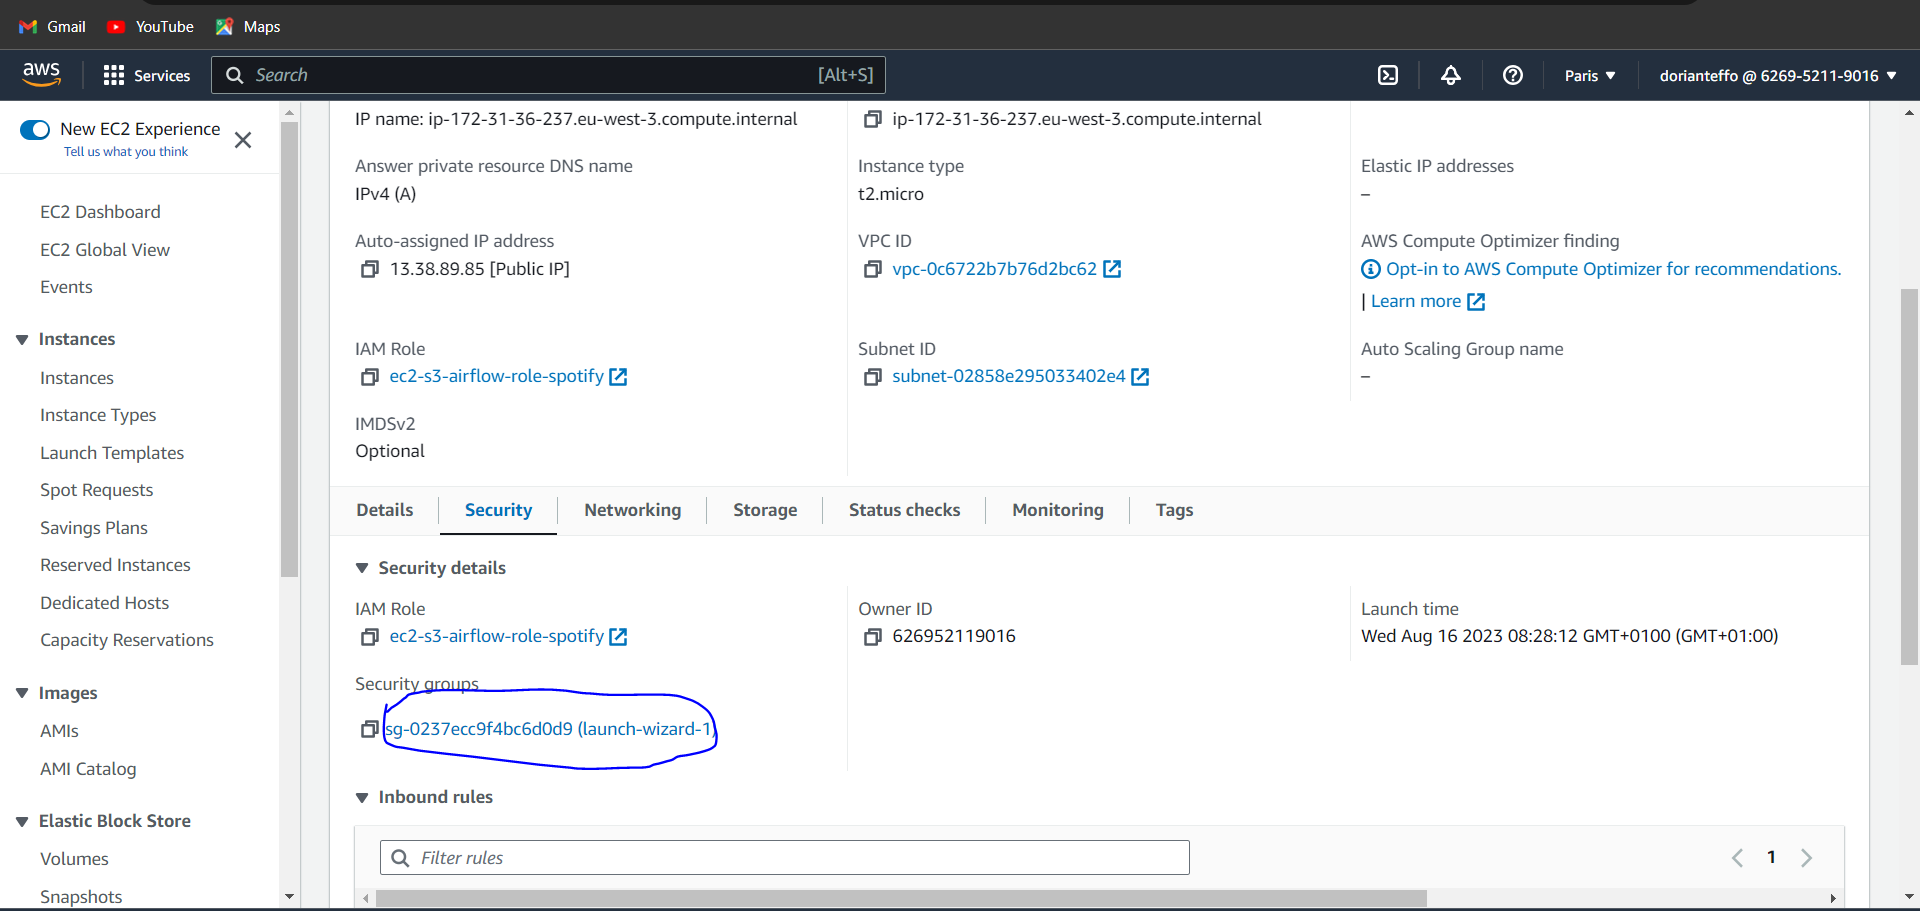 Gmail YouTube Maps
aws Services Search [Alt+S] Paris ▼ dorianteffo @ 6269-5211-9016 ▼
New EC2 Experience
Tell us what you think
EC2 Dashboard
EC2 Global View
Events
Instances
Instances
Instance Types
Launch Templates
Spot Requests
Savings Plans
Reserved Instances
Dedicated Hosts
Capacity Reservations
Images
AMIs
AMI Catalog
Elastic Block Store
Volumes
Snapshots
IP name: ip-172-31-36-237.eu-west-3.compute.internal
ip-172-31-36-237.eu-west-3.compute.internal
Answer private resource DNS name
IPv4 (A)
Instance type
t2.micro
Elastic IP addresses
–
Auto-assigned IP address
13.38.89.85 [Public IP]
VPC ID
vpc-0c6722b7b76d2bc62
AWS Compute Optimizer finding
Opt-in to AWS Compute Optimizer for recommendations.
| Learn more
IAM Role
ec2-s3-airflow-role-spotify
Subnet ID
subnet-02858e295033402e4
Auto Scaling Group name
–
IMDSv2
Optional
Details Security Networking Storage Status checks Monitoring Tags
Security details
IAM Role
ec2-s3-airflow-role-spotify
Owner ID
626952119016
Launch time
Wed Aug 16 2023 08:28:12 GMT+0100 (GMT+01:00)
Security groups
sg-0237ecc9f4bc6d0d9 (launch-wizard-1)
Inbound rules
Filter rules
1